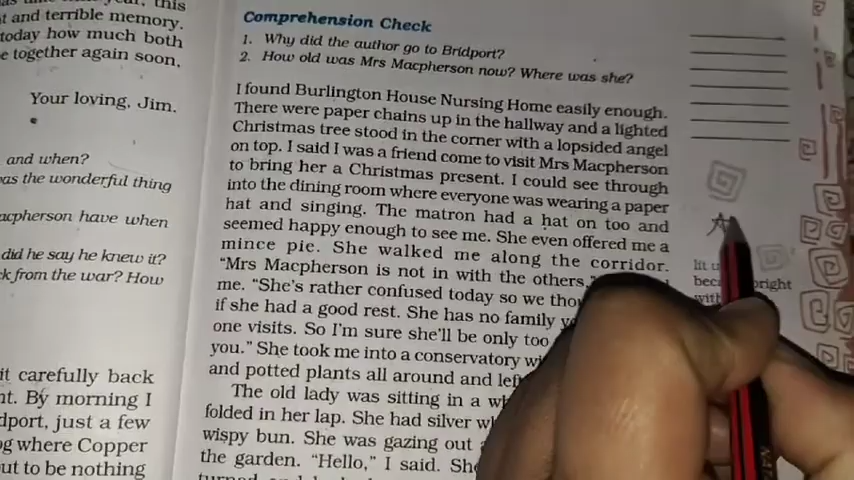 this
t and terrible memory.
today how much both
e together again soon.
Your loving, Jim.
and when?
as the wonderful thing
acpherson have when
did he say he knew it?
k from the war? How
it carefully back
nt. By morning I
dport, just a few
og where Copper
out to be nothing
Comprehension Check
1. Why did the author go to Bridport?
2. How old was Mrs Macpherson now? Where was she?
I found Burlington House Nursing Home easily enough.
There were paper chains up in the hallway and a lighted
Christmas tree stood in the corner with a lopsided angel
on top. I said I was a friend come to visit Mrs Macpherson
to bring her a Christmas present. I could see through
into the dining room where everyone was wearing a paper
hat and singing. The matron had a hat on too and
seemed happy enough to see me. She even offered me a
mince pie. She walked me along the corridor.
“Mrs Macpherson is not in with the others,”
me. “She’s rather confused today so we thou
if she had a good rest. She has no family y
one visits. So I’m sure she’ll be only too
you.” She took me into a conservatory wi
and potted plants all around and lef
The old lady was sitting in a w
folded in her lap. She had silver w
wispy bun. She was gazing out
the garden. “Hello,” I said. She
lit u
bright
with